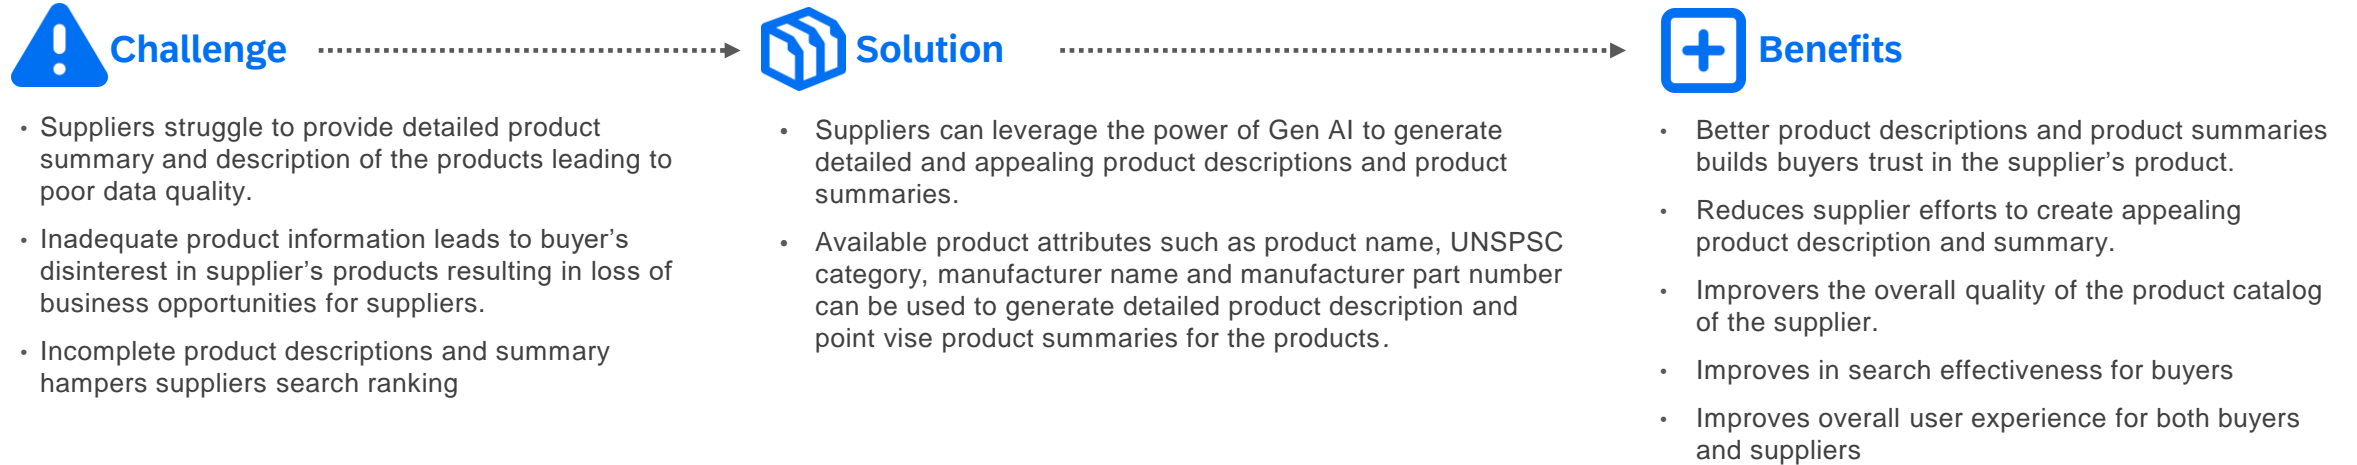 Challenge
• Suppliers struggle to provide detailed product
summary and description of the products leading to
poor data quality.
• Inadequate product information leads to buyer’s
disinterest in supplier’s products resulting in loss of
business opportunities for suppliers.
• Incomplete product descriptions and summary
hampers suppliers search ranking
Solution
• Suppliers can leverage the power of Gen AI to generate
detailed and appealing product descriptions and product
summaries.
• Available product attributes such as product name, UNSPSC
category, manufacturer name and manufacturer part number
can be used to generate detailed product description and
point vise product summaries for the products.
Benefits
• Better product descriptions and product summaries
builds buyers trust in the supplier’s product.
• Reduces supplier efforts to create appealing
product description and summary.
• Improvers the overall quality of the product catalog
of the supplier.
• Improves in search effectiveness for buyers
• Improves overall user experience for both buyers
and suppliers